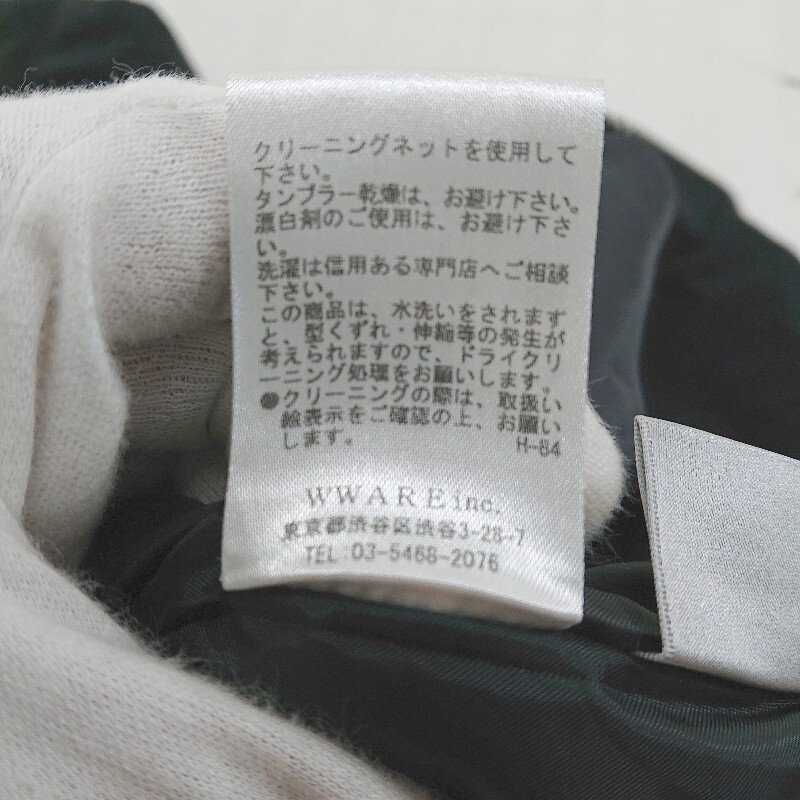 クリーニングネットを使用して
下さい。
タンブラー乾燥は、お避け下さい。
漂白剤のご使用は、お避け下さ
い。
洗濯は信用ある専門店へご相談
下さい。
この商品は、水洗いをされます
と、型くずれ・伸縮等の発生が
考えられますので、ドライクリ
ーニング処理をお願いします。
●クリーニングの際は、取扱い
絵表示をご確認の上、お願い
します。 H-84
WWARE inc.
東京都渋谷区渋谷3-28-7
TEL:03-5468-2076